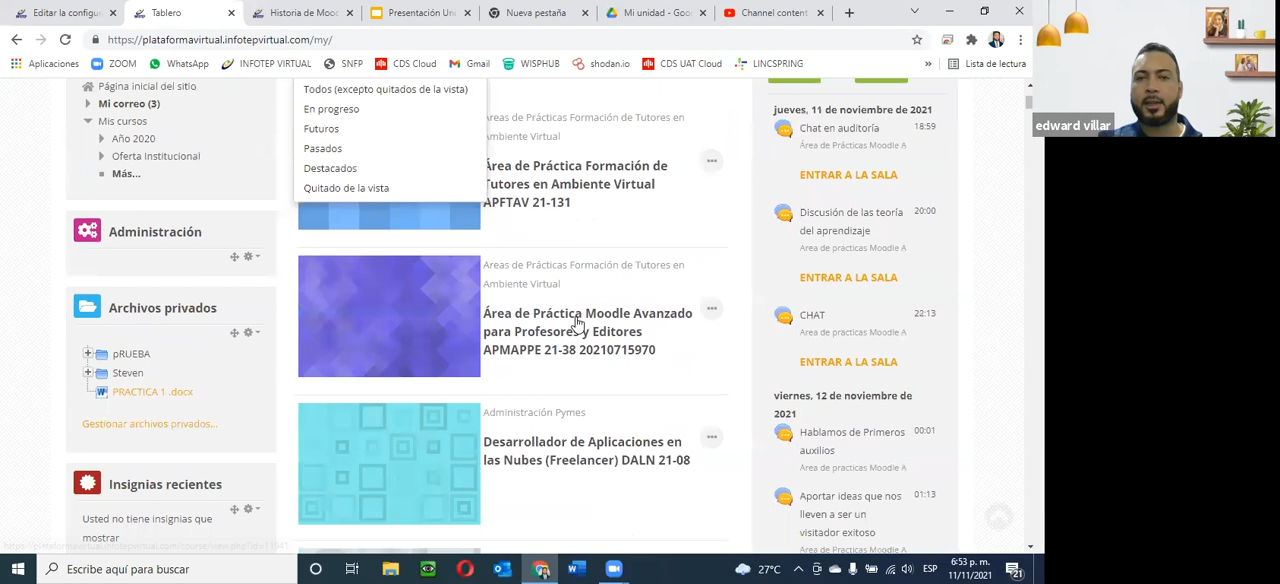 Editar la configu
Tablero
Historia de Mood
Presentación Uni
Nueva pestaña
Mi unidad - Goo
Channel content
https://plataformavirtual.infotepvirtual.com/my/
Aplicaciones
ZOOM
WhatsApp
INFOTEP VIRTUAL
SNFP
CDS Cloud
Gmail
WISPHUB
shodan.io
CDS UAT Cloud
LINCSPRING
»
Lista de lectura
Página inicial del sitio
Mi correo (3)
Mis cursos
Año 2020
Oferta Institucional
Más...
Administración
Archivos privados
pRUEBA
Steven
PRACTICA 1 .docx
Gestionar archivos privados...
Insignias recientes
Usted no tiene insignias que
mostrar
Todos (excepto quitados de la vista)
En progreso
Futuros
Pasados
Destacados
Quitado de la vista
Areas de Prácticas Formación de Tutores en
Ambiente Virtual
Área de Práctica Formación de
Tutores en Ambiente Virtual
APFTAV 21-131
Areas de Prácticas Formación de Tutores en
Ambiente Virtual
Área de Práctica Moodle Avanzado
para Profesores y Editores
APMAPPE 21-38 20210715970
Administración Pymes
Desarrollador de Aplicaciones en
las Nubes (Freelancer) DALN 21-08
jueves, 11 de noviembre de 2021
Chat en auditoría 18:59
Área de Prácticas Moodle A
ENTRAR A LA SALA
Discusión de las teoría 20:00
del aprendizaje
Area de practicas Moodle A
ENTRAR A LA SALA
CHAT 22:13
ENTRAR A LA SALA
viernes, 12 de noviembre de
2021
Hablamos de Primeros 00:01
auxilios
Area de practicas Moodle A
Aportar ideas que nos 01:13
lleven a ser un
visitador exitoso
Area de practicas Moodle A
edward villar
Escribe aquí para buscar
27°C
ESP
6:53 p. m.
11/11/2021
21